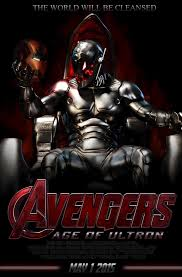 THE WORLD WILL BE CLEANSED
AVENGERS
AGE OF ULTRON
MAY 1 2015